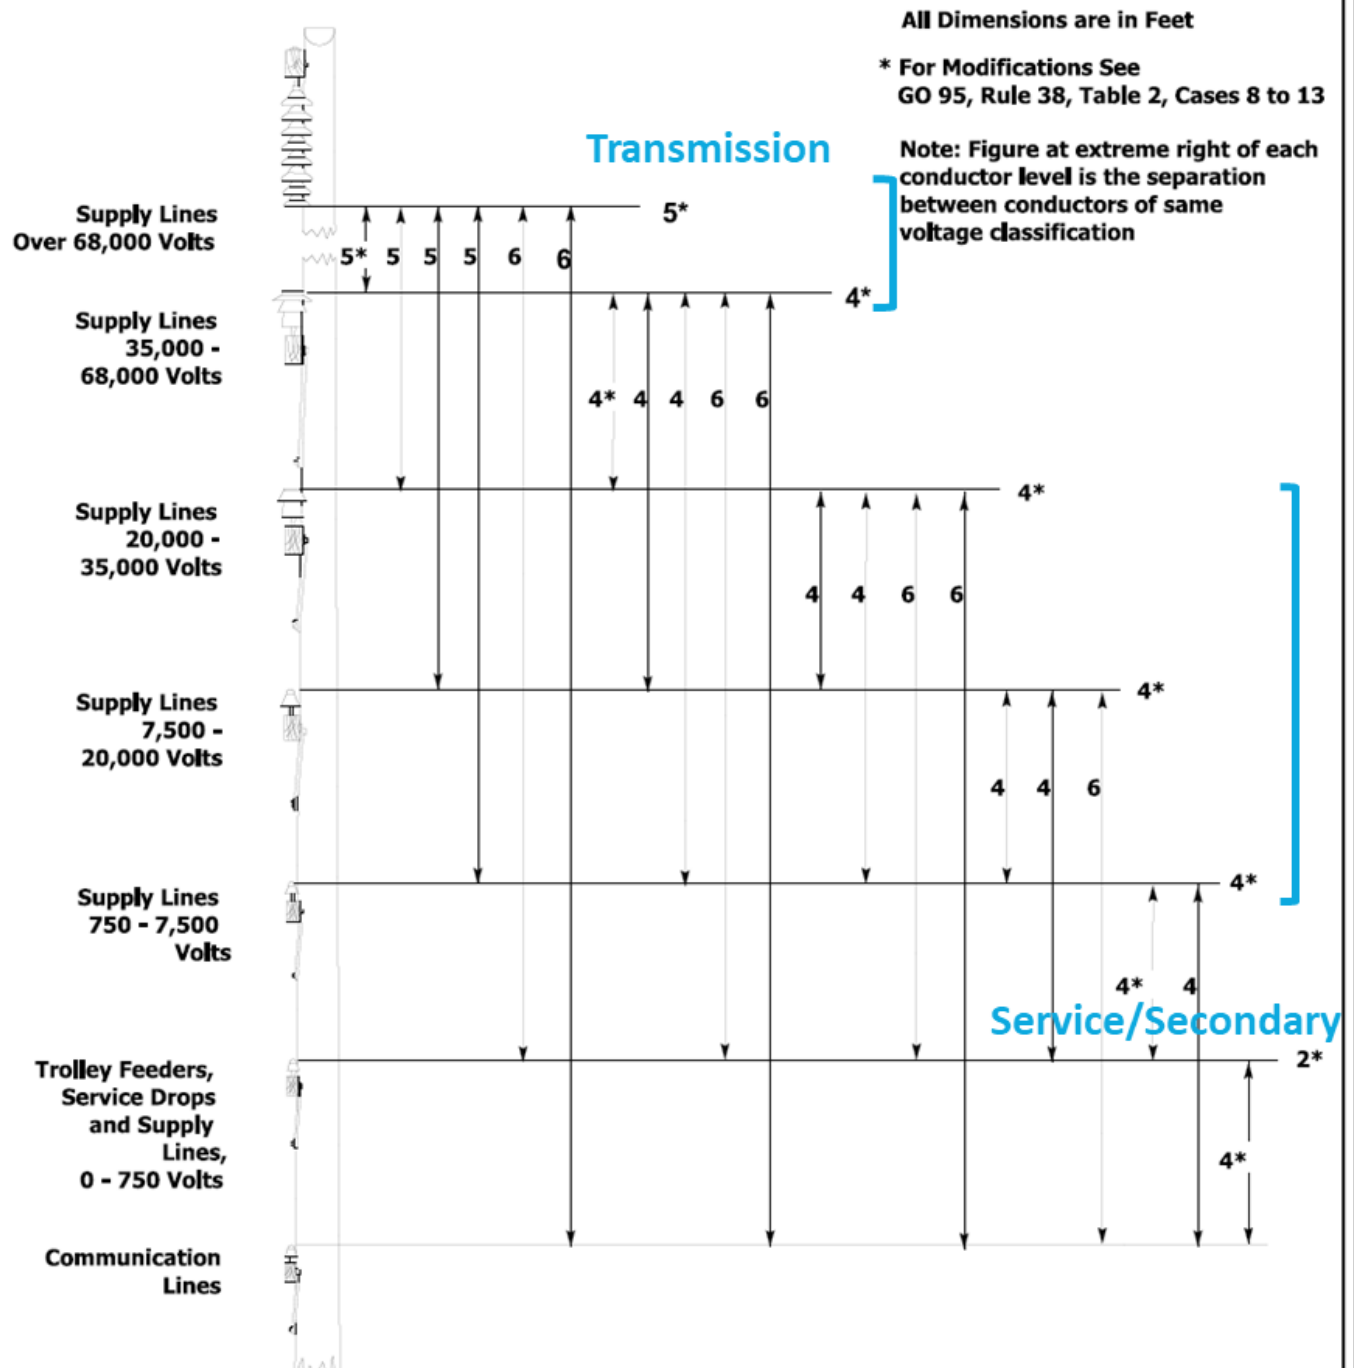 All Dimensions are in Feet
* For Modifications See
GO 95, Rule 38, Table 2, Cases 8 to 13
Transmission
Note: Figure at extreme right of each
conductor level is the separation
between conductors of same
voltage classification
Supply Lines
Over 68,000 Volts
5*
5* 5 5 5 6 6
4*
Supply Lines
35,000 -
68,000 Volts
4* 4 4 6 6
4*
Supply Lines
20,000 -
35,000 Volts
4 4 6 6
4*
Supply Lines
7,500 -
20,000 Volts
4 4 6
4*
Supply Lines
750 - 7,500
Volts
4* 4
Service/Secondary
2*
Trolley Feeders,
Service Drops
and Supply
Lines,
0 - 750 Volts
4*
Communication
Lines